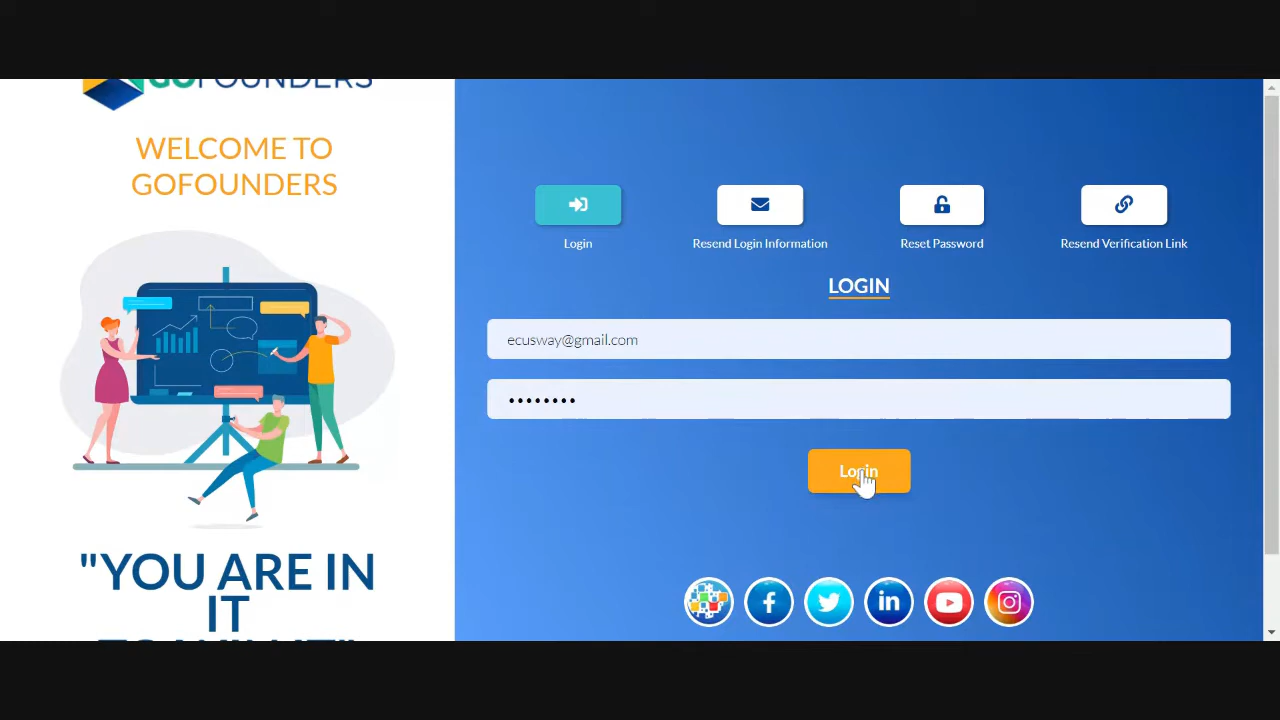 GOFOUNDERS
WELCOME TO
GOFOUNDERS
"YOU ARE IN
IT
Login
Resend Login Information
Reset Password
Resend Verification Link
LOGIN
ecusway@gmail.com
••••••••
Login